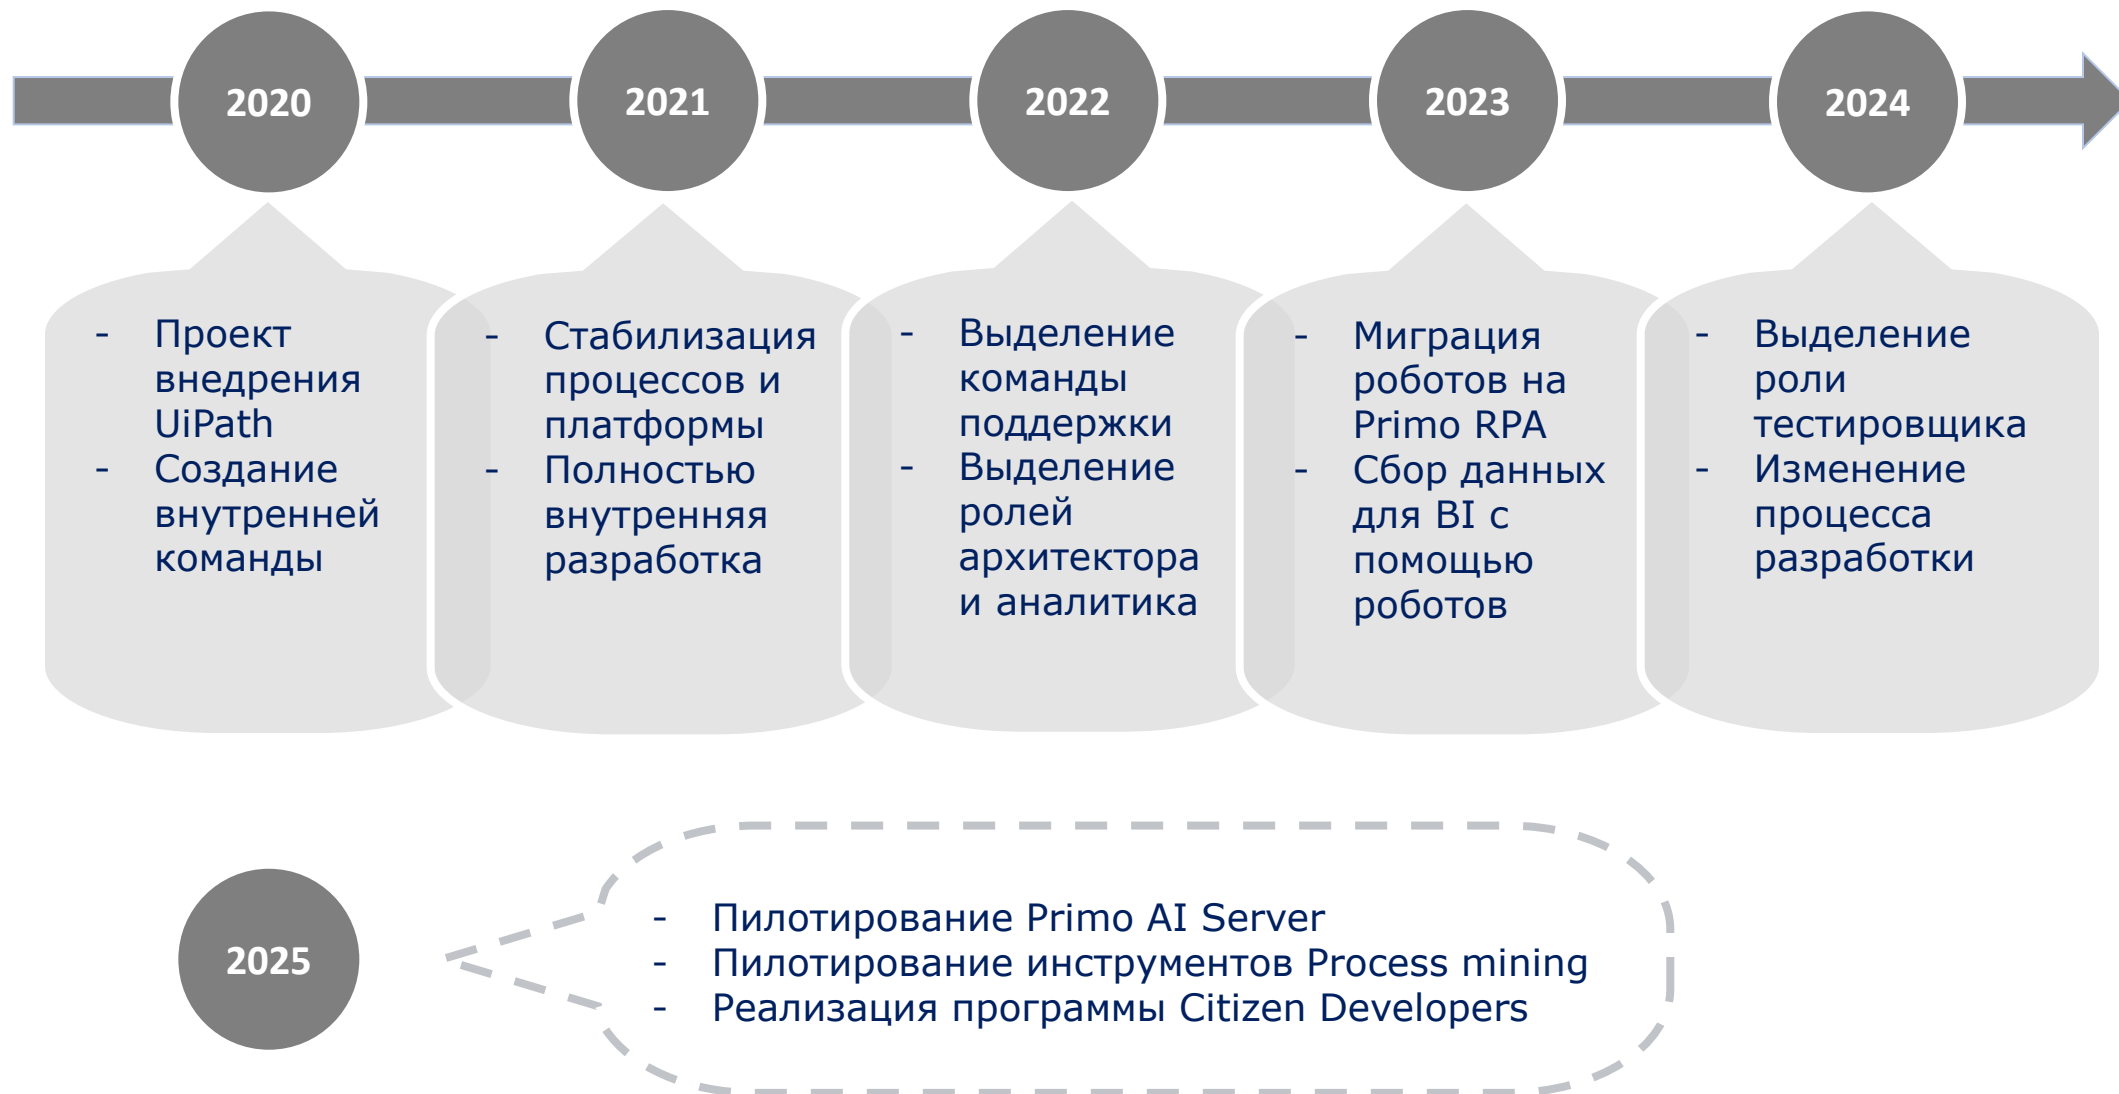 2020
2021
2022
2023
2024
- Проект
внедрения
UiPath
- Создание
внутренней
команды
- Стабилизация
процессов и
платформы
- Полностью
внутренняя
разработка
- Выделение
команды
поддержки
- Выделение
ролей
архитектора
и аналитика
- Миграция
роботов на
Primo RPA
- Сбор данных
для BI с
помощью
роботов
- Выделение
роли
тестировщика
- Изменение
процесса
разработки
2025
- Пилотирование Primo AI Server
- Пилотирование инструментов Process mining
- Реализация программы Citizen Developers